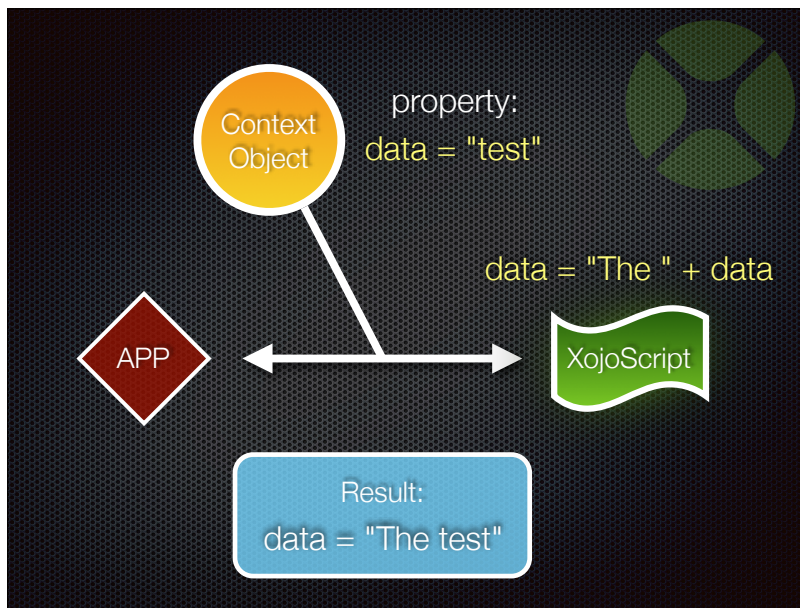 Context
Object
property:
data = "test"
data = "The " + data
APP
XojoScript
Result:
data = "The test"